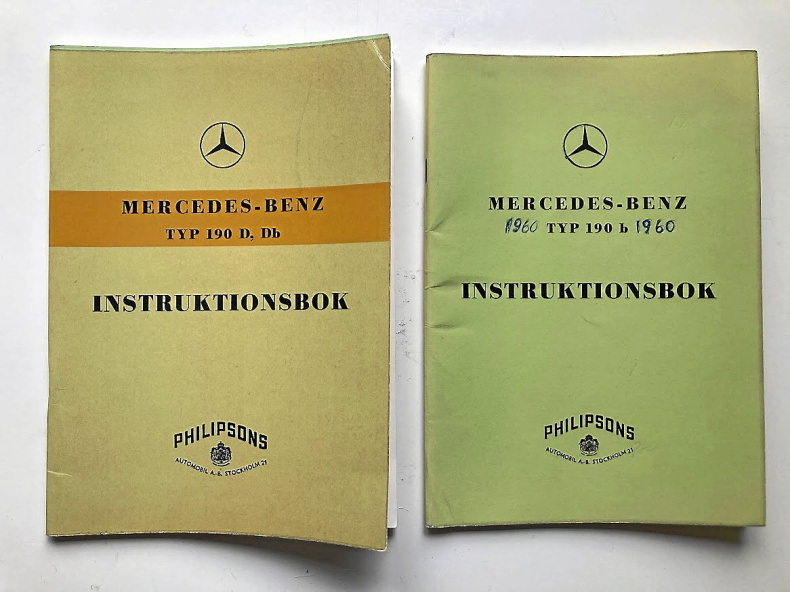 MERCEDES-BENZ
TYP 190 D, Db
INSTRUKTIONSBOK
PHILIPSONS
AUTOMOBIL A.-B. STOCKHOLM 21
MERCEDES-BENZ
1960 TYP 190 b 1960
INSTRUKTIONSBOK
PHILIPSONS
AUTOMOBIL A.-B. STOCKHOLM 21